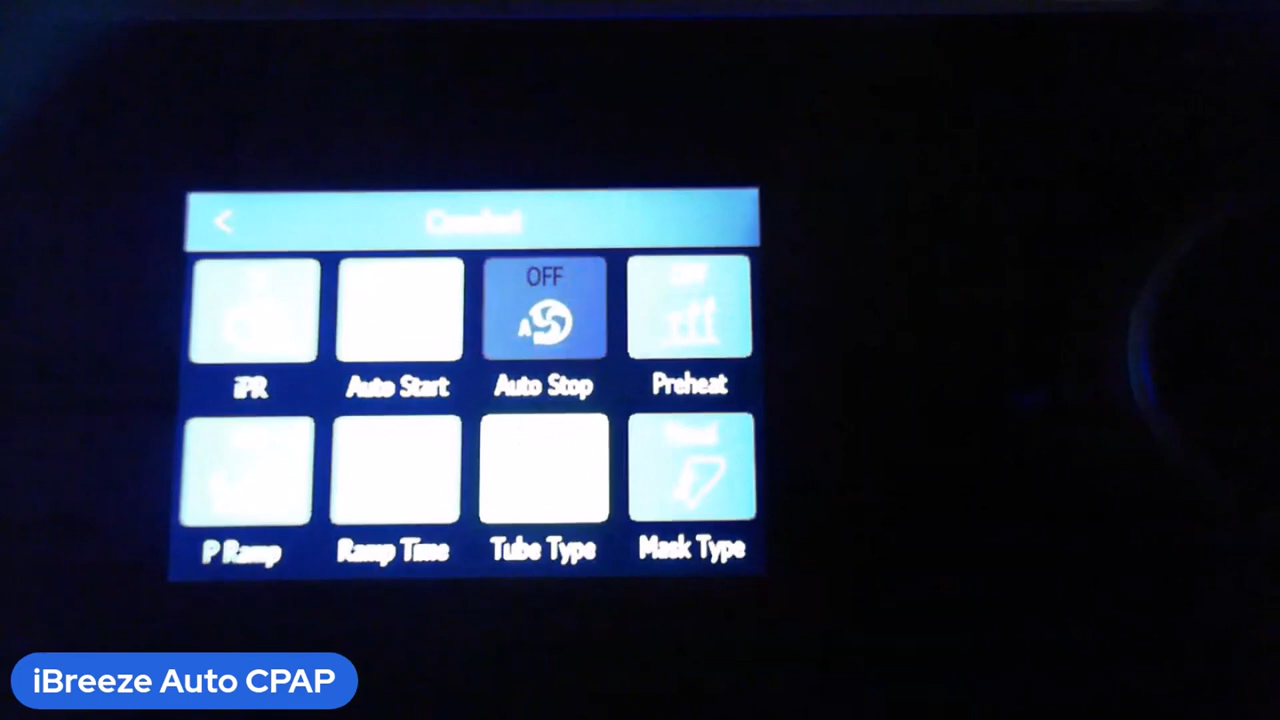 <
Comfort
OFF
A
iPR
Auto Start
Auto Stop
Preheat
P Ramp
Ramp Time
Tube Type
Mask Type
iBreeze Auto CPAP